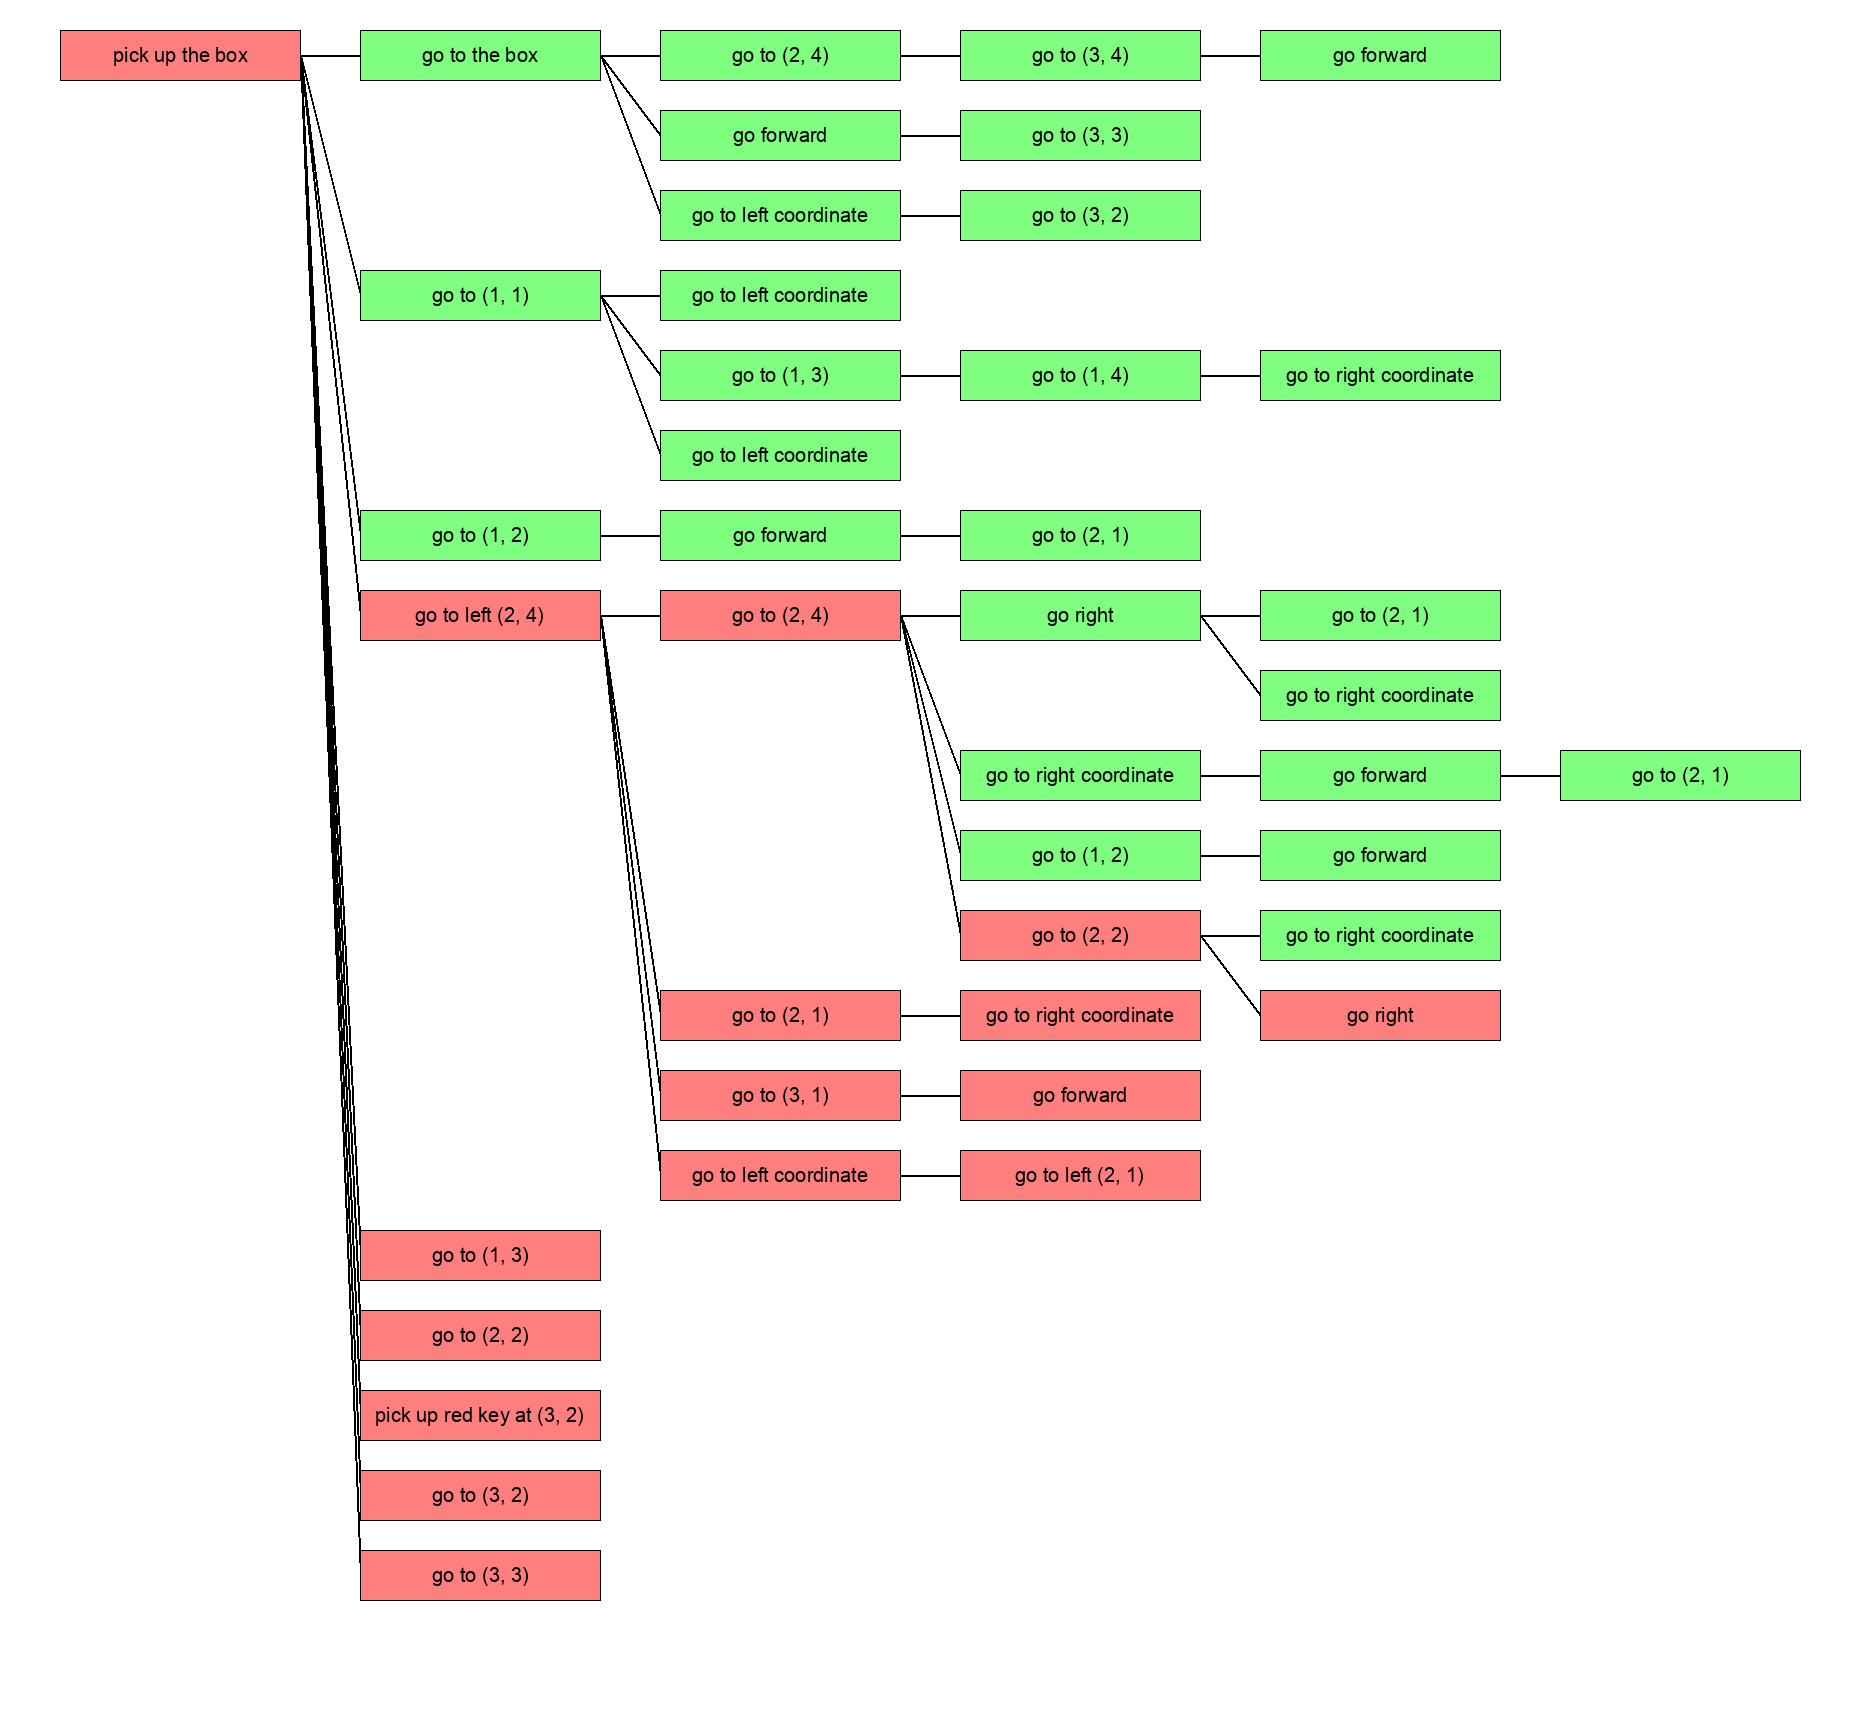 pick up the box
go to the box
go to (2, 4)
go to (3, 4)
go forward
go forward
go to (3, 3)
go to left coordinate
go to (3, 2)
go to (1, 1)
go to left coordinate
go to (1, 3)
go to (1, 4)
go to right coordinate
go to left coordinate
go to (1, 2)
go forward
go to (2, 1)
go to left (2, 4)
go to (2, 4)
go right
go to (2, 1)
go to right coordinate
go to right coordinate
go forward
go to (2, 1)
go to (1, 2)
go forward
go to (2, 2)
go to right coordinate
go to (2, 1)
go to right coordinate
go right
go to (3, 1)
go forward
go to left coordinate
go to left (2, 1)
go to (1, 3)
go to (2, 2)
pick up red key at (3, 2)
go to (3, 2)
go to (3, 3)